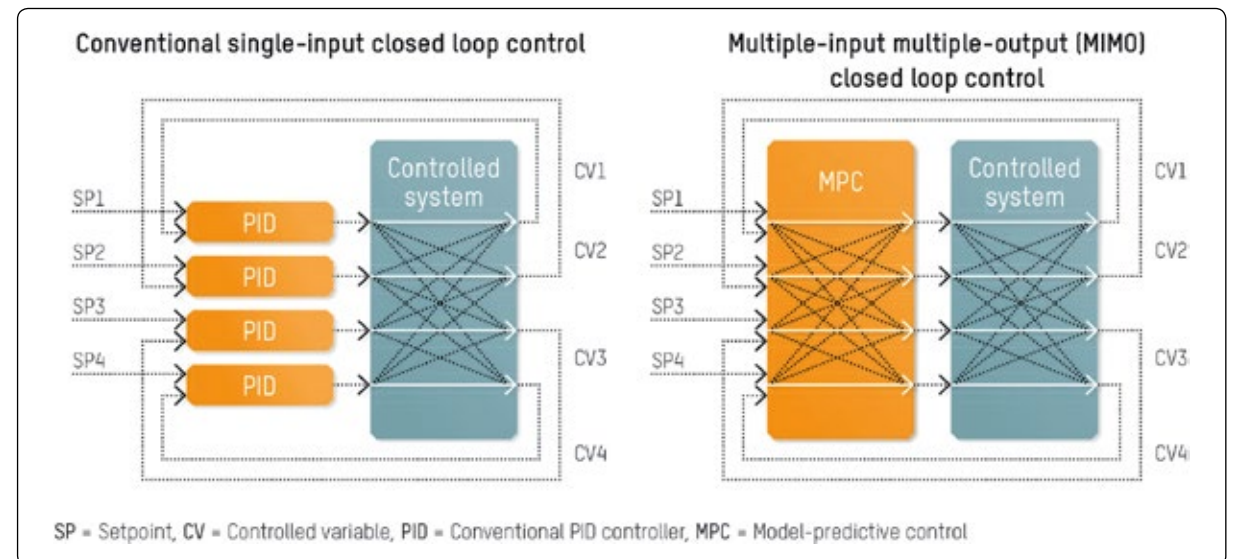 Conventional single-input closed loop control
SP1
SP2
SP3
SP4
PID
PID
PID
PID
Controlled
system
CV1
CV2
CV3
CV4
Multiple-input multiple-output (MIMO)
closed loop control
SP1
SP2
SP3
SP4
MPC
Controlled
system
CV1
CV2
CV3
CV4
SP = Setpoint, CV = Controlled variable, PID = Conventional PID controller, MPC = Model-predictive control